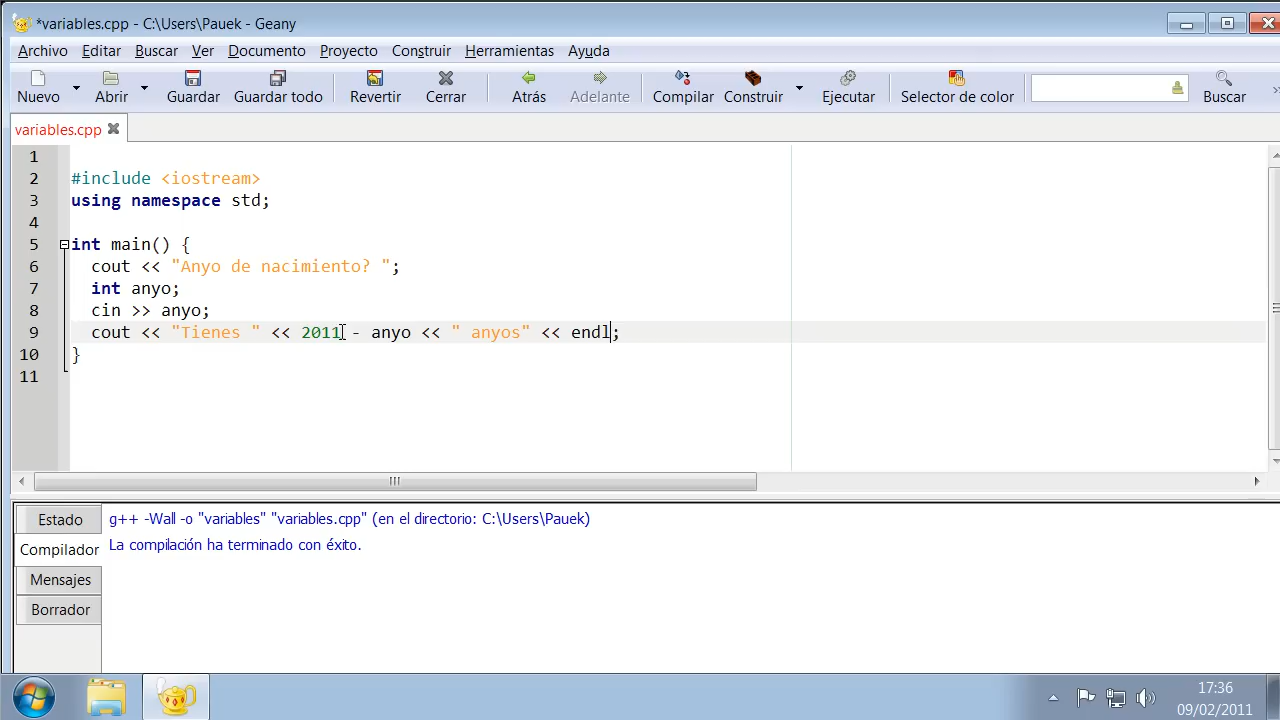 *variables.cpp - C:\Users\Pauek - Geany
Archivo Editar Buscar Ver Documento Proyecto Construir Herramientas Ayuda
Nuevo Abrir Guardar Guardar todo Revertir Cerrar Atrás Adelante Compilar Construir Ejecutar Selector de color Buscar
variables.cpp
1
2 #include <iostream>
3 using namespace std;
4
5 int main() {
6 cout << "Anyo de nacimiento? ";
7 int anyo;
8 cin >> anyo;
9 cout << "Tienes " << 2011 - anyo << " anyos" << endl;
10 }
11
Estado
g++ -Wall -o "variables" "variables.cpp" (en el directorio: C:\Users\Pauek)
Compilador
La compilación ha terminado con éxito.
Mensajes
Borrador
17:36
09/02/2011